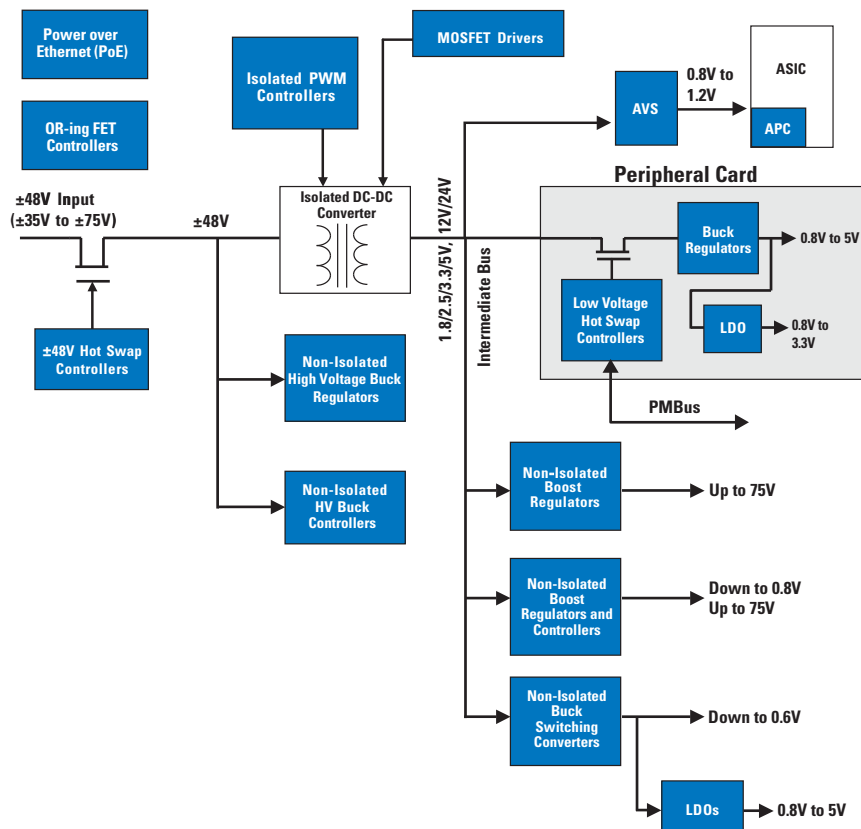 Power over
Ethernet (PoE)
OR-ing FET
Controllers
Isolated PWM
Controllers
MOSFET Drivers
AVS
0.8V to
1.2V
ASIC
APC
±48V Input
(±35V to ±75V)
±48V
Isolated DC-DC
Converter
1.8/2.5/3.3/5V, 12V/24V
Intermediate Bus
Peripheral Card
Buck
Regulators
0.8V to 5V
Low Voltage
Hot Swap
Controllers
LDO
0.8V to
3.3V
PMBus
±48V Hot Swap
Controllers
Non-Isolated
High Voltage Buck
Regulators
Non-Isolated
HV Buck
Controllers
Non-Isolated
Boost
Regulators
Up to 75V
Non-Isolated
Boost
Regulators and
Controllers
Down to 0.8V
Up to 75V
Non-Isolated
Buck
Switching
Converters
Down to 0.6V
LDOs
0.8V to 5V